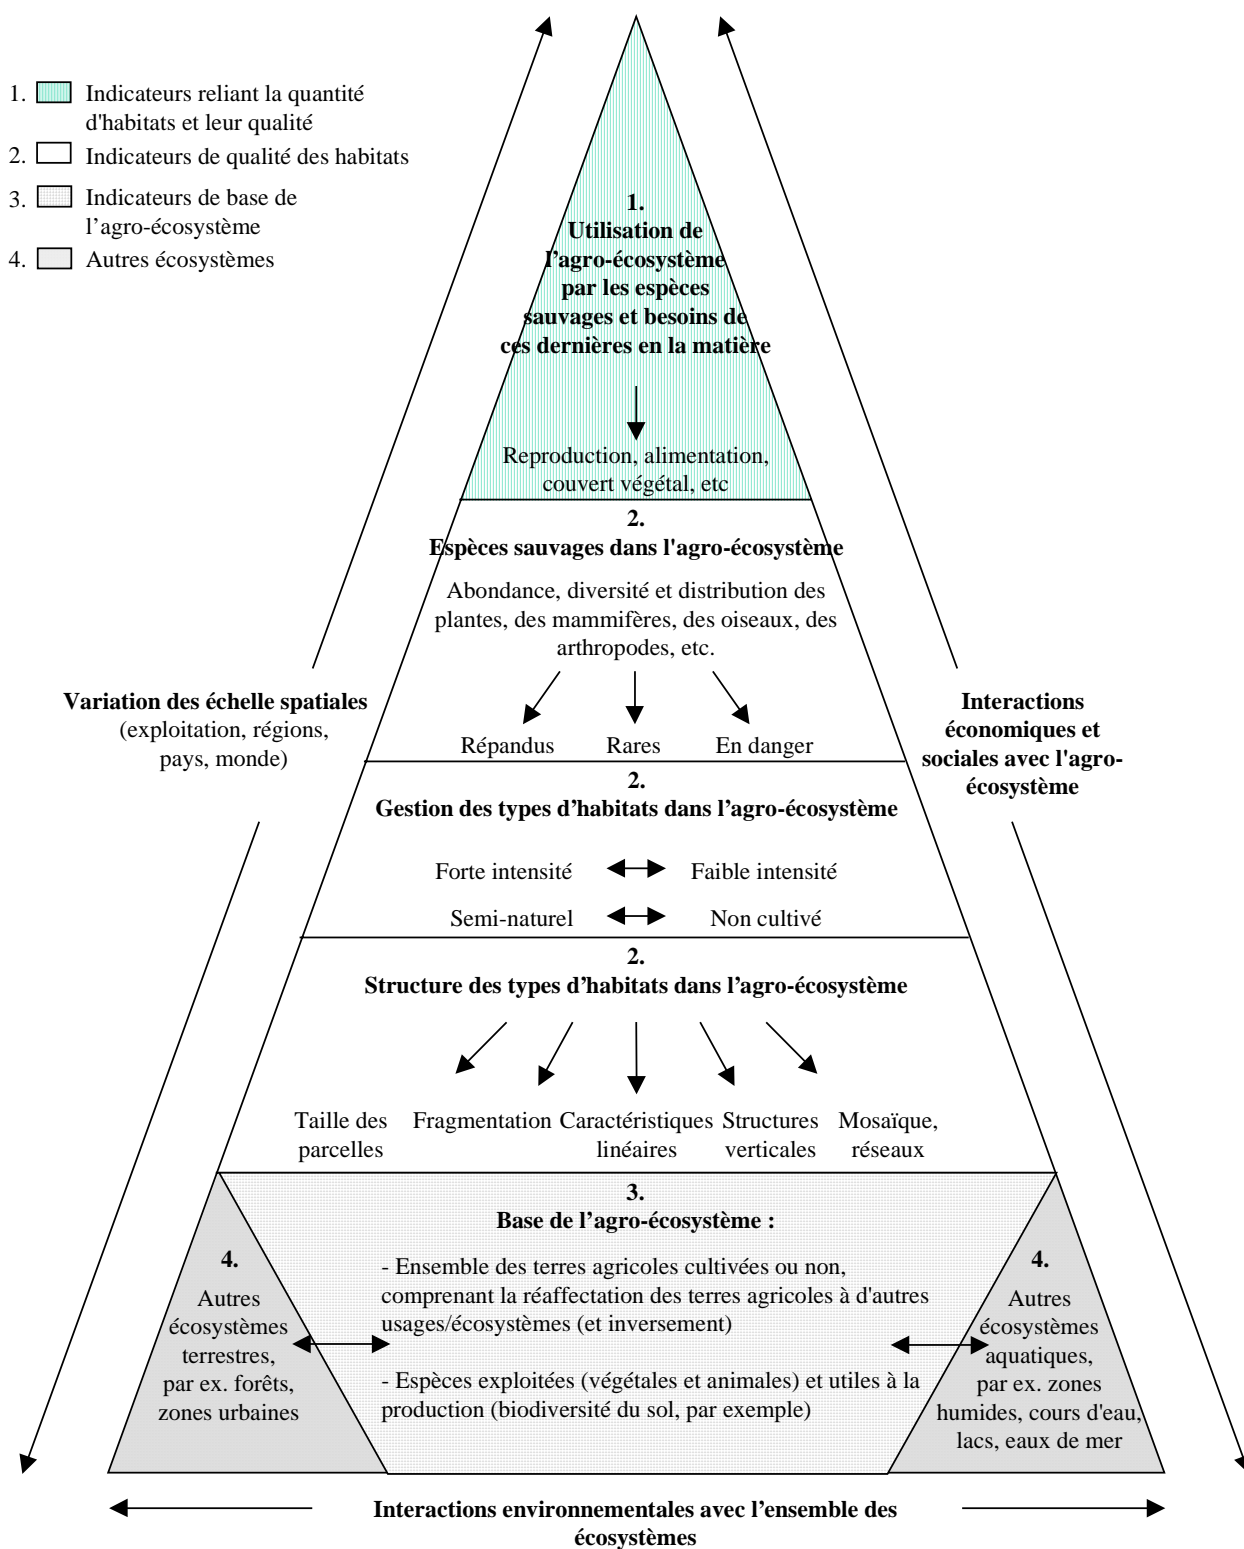 1. Indicateurs reliant la quantité
d'habitats et leur qualité
2. Indicateurs de qualité des habitats
3. Indicateurs de base de
l’agro-écosystème
4. Autres écosystèmes
1.
Utilisation de
l'agro-écosystème
par les espèces
sauvages et besoins de
ces dernières en la matière
Reproduction, alimentation,
couvert végétal, etc
2.
Espèces sauvages dans l'agro-écosystème
Abondance, diversité et distribution des
plantes, des mammifères, des oiseaux, des
arthropodes, etc.
Répandus Rares En danger
Variation des échelle spatiales
(exploitation, régions,
pays, monde)
Interactions
économiques et
sociales avec l'agro-
écosystème
2.
Gestion des types d’habitats dans l’agro-écosystème
Forte intensité Faible intensité
Semi-naturel Non cultivé
2.
Structure des types d’habitats dans l’agro-écosystème
Taille des
parcelles
Fragmentation
Caractéristiques
linéaires
Structures
verticales
Mosaïque,
réseaux
3.
Base de l’agro-écosystème :
- Ensemble des terres agricoles cultivées ou non,
comprenant la réaffectation des terres agricoles à d'autres
usages/écosystèmes (et inversement)
- Espèces exploitées (végétales et animales) et utiles à la
production (biodiversité du sol, par exemple)
4.
Autres
écosystèmes
terrestres,
par ex. forêts,
zones urbaines
4.
Autres
écosystèmes
aquatiques,
par ex. zones
humides, cours d'eau,
lacs, eaux de mer
Interactions environnementales avec l’ensemble des
écosystèmes